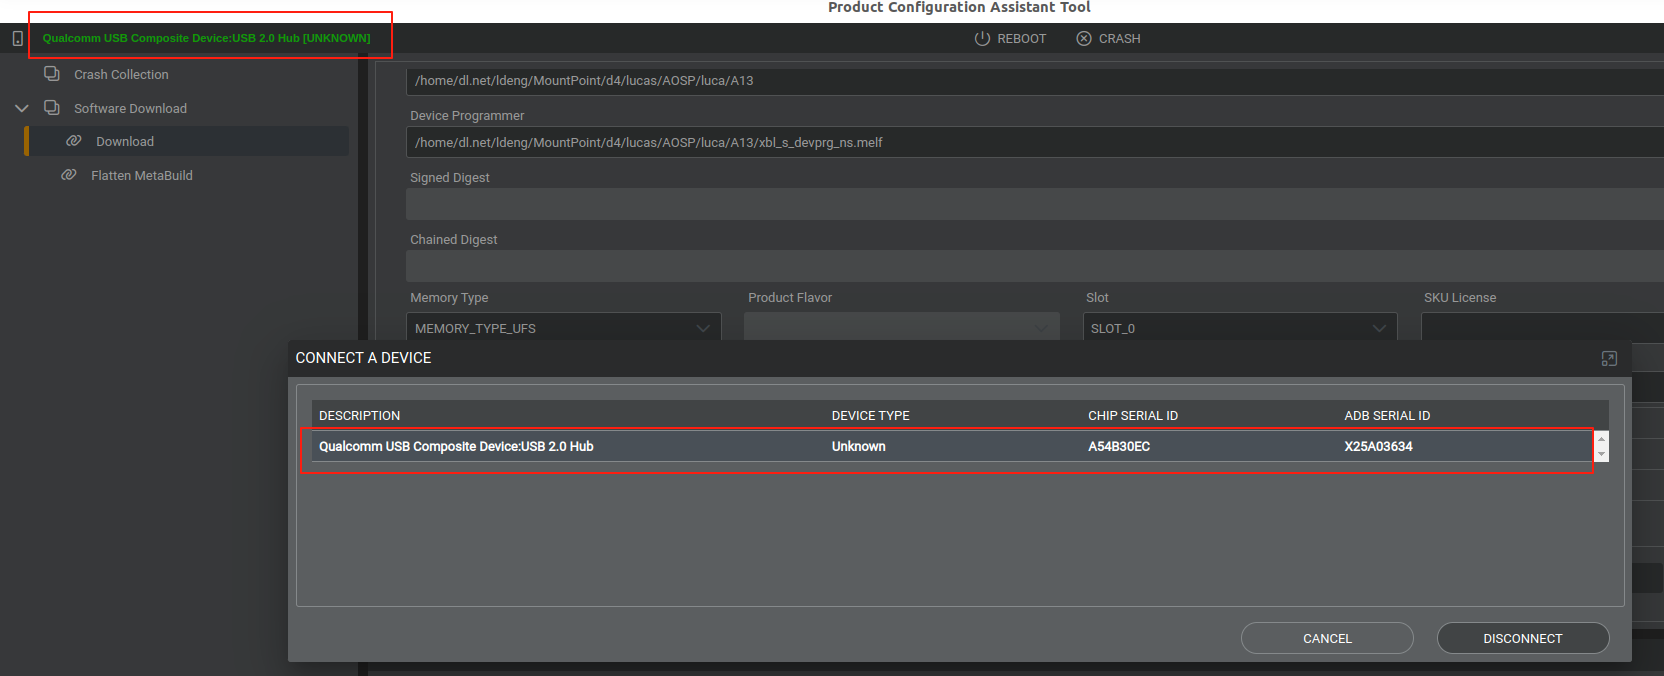 Product Configuration Assistant Tool
Qualcomm USB Composite Device:USB 2.0 Hub [UNKNOWN]
REBOOT
CRASH
Crash Collection
Software Download
Download
Flatten MetaBuild
/home/dl.net/ldeng/MountPoint/d4/lucas/AOSP/luca/A13
Device Programmer
/home/dl.net/ldeng/MountPoint/d4/lucas/AOSP/luca/A13/xbl_s_devprg_ns.melf
Signed Digest
Chained Digest
Memory Type
Product Flavor
Slot
SKU License
MEMORY_TYPE_UFS
SLOT_0
CONNECT A DEVICE
DESCRIPTION
DEVICE TYPE
CHIP SERIAL ID
ADB SERIAL ID
Qualcomm USB Composite Device:USB 2.0 Hub
Unknown
A54B30EC
X25A03634
CANCEL
DISCONNECT